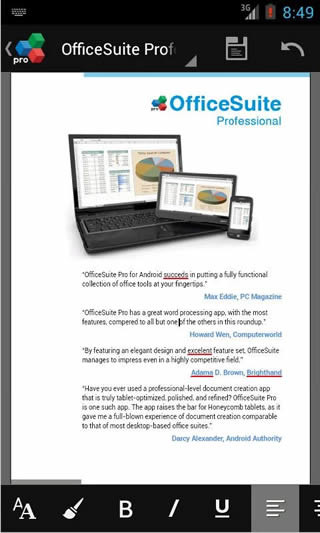 3G 8:49
pro OfficeSuite Prof
pro OfficeSuite
Professional
"OfficeSuite Pro for Android succeds in putting a fully functional
collection of office tools at your fingertips."
Max Eddie, PC Magazine
"OfficeSuite Pro has a great word processing app, with the most
features, compered to all but one of the others in this roundup."
Howard Wen, Computerworld
"By featuring an elegant design and excelent feature set, OfficeSuite
manages to impress even in a highly competitive field."
Adama D. Brown, Brighthand
"Have you ever used a professional-level document creation app
that is truly tablet-optimized, polished, and refined? OfficeSuite Pro
is one such app. The app raises the bar for Honeycomb tablets, as it
gave me a full-blown experience of document creation comparable
to that of most desktop-based office suites."
Darcy Alexander, Android Authority
AA B I U